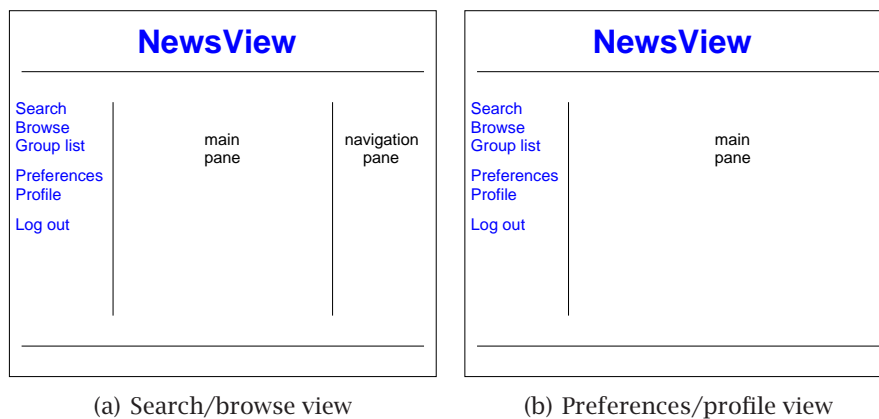 NewsView
Search
Browse
Group list
Preferences
Profile
Log out
main
pane
navigation
pane
(a) Search/browse view
NewsView
Search
Browse
Group list
Preferences
Profile
Log out
main
pane
(b) Preferences/profile view